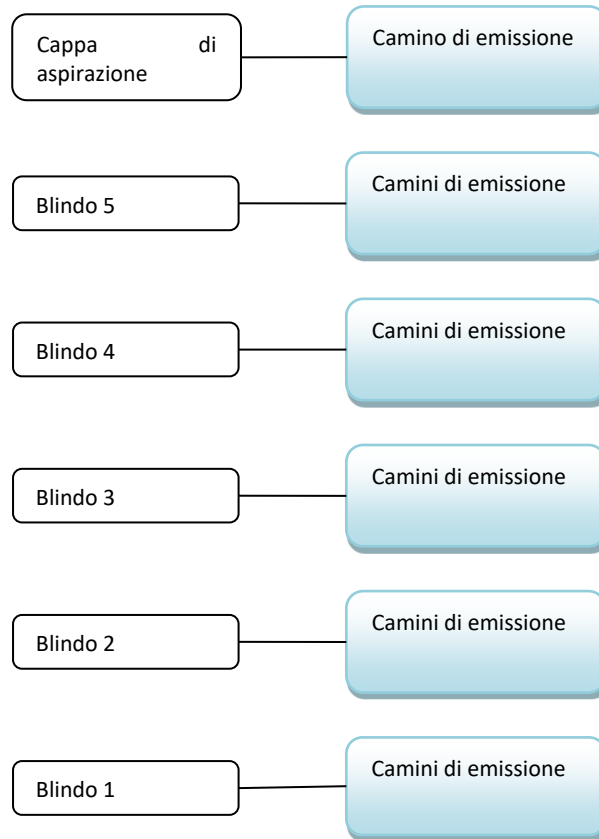 Cappa di
aspirazione
Camino di emissione
Blindo 5
Camini di emissione
Blindo 4
Camini di emissione
Blindo 3
Camini di emissione
Blindo 2
Camini di emissione
Blindo 1
Camini di emissione